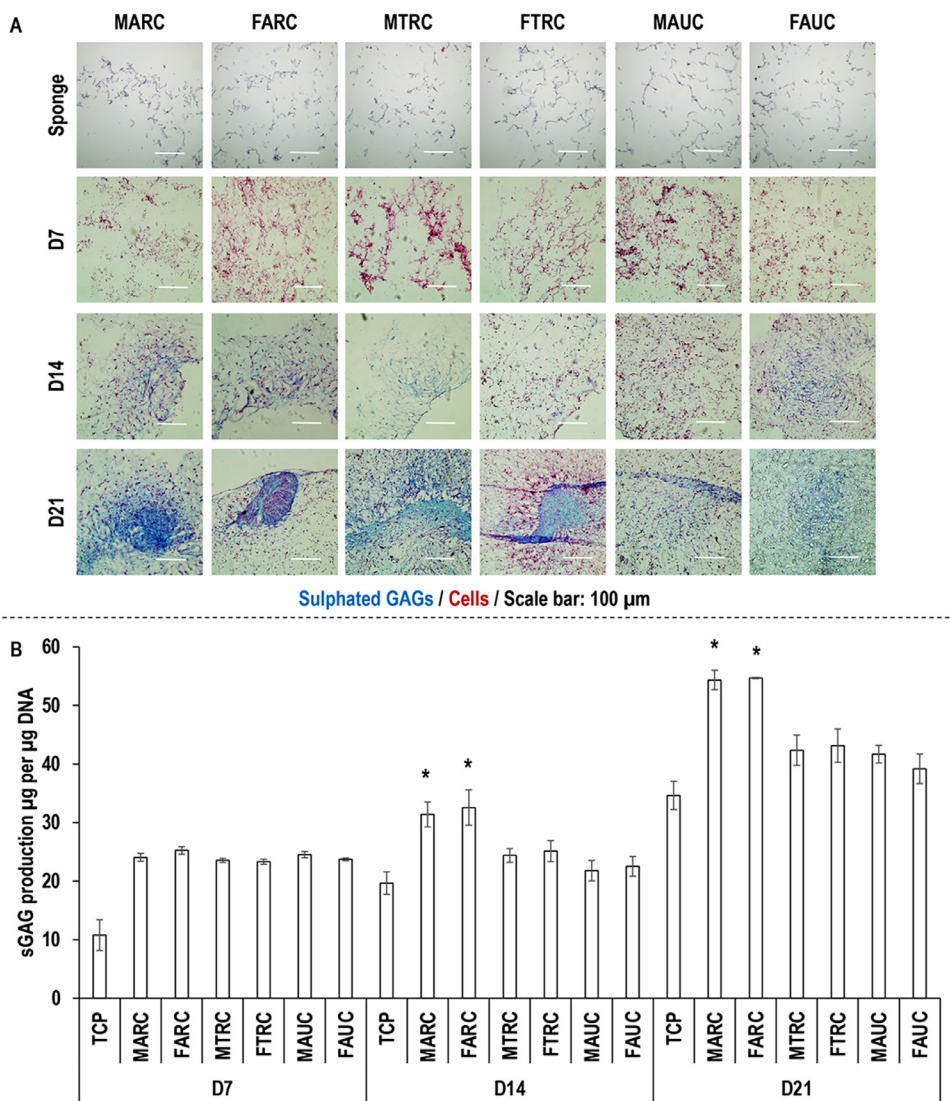 A
MARC FARC MTRC FTRC MAUC FAUC
Sponge
D7
D14
D21
Sulphated GAGs / Cells / Scale bar: 100 µm
B
sGAG production µg per µg DNA
60
50
40
30
20
10
0
* * * *
TCP MARC FARC MTRC FTRC MAUC FAUC TCP MARC FARC MTRC FTRC MAUC FAUC TCP MARC FARC MTRC FTRC MAUC FAUC
D7 D14 D21